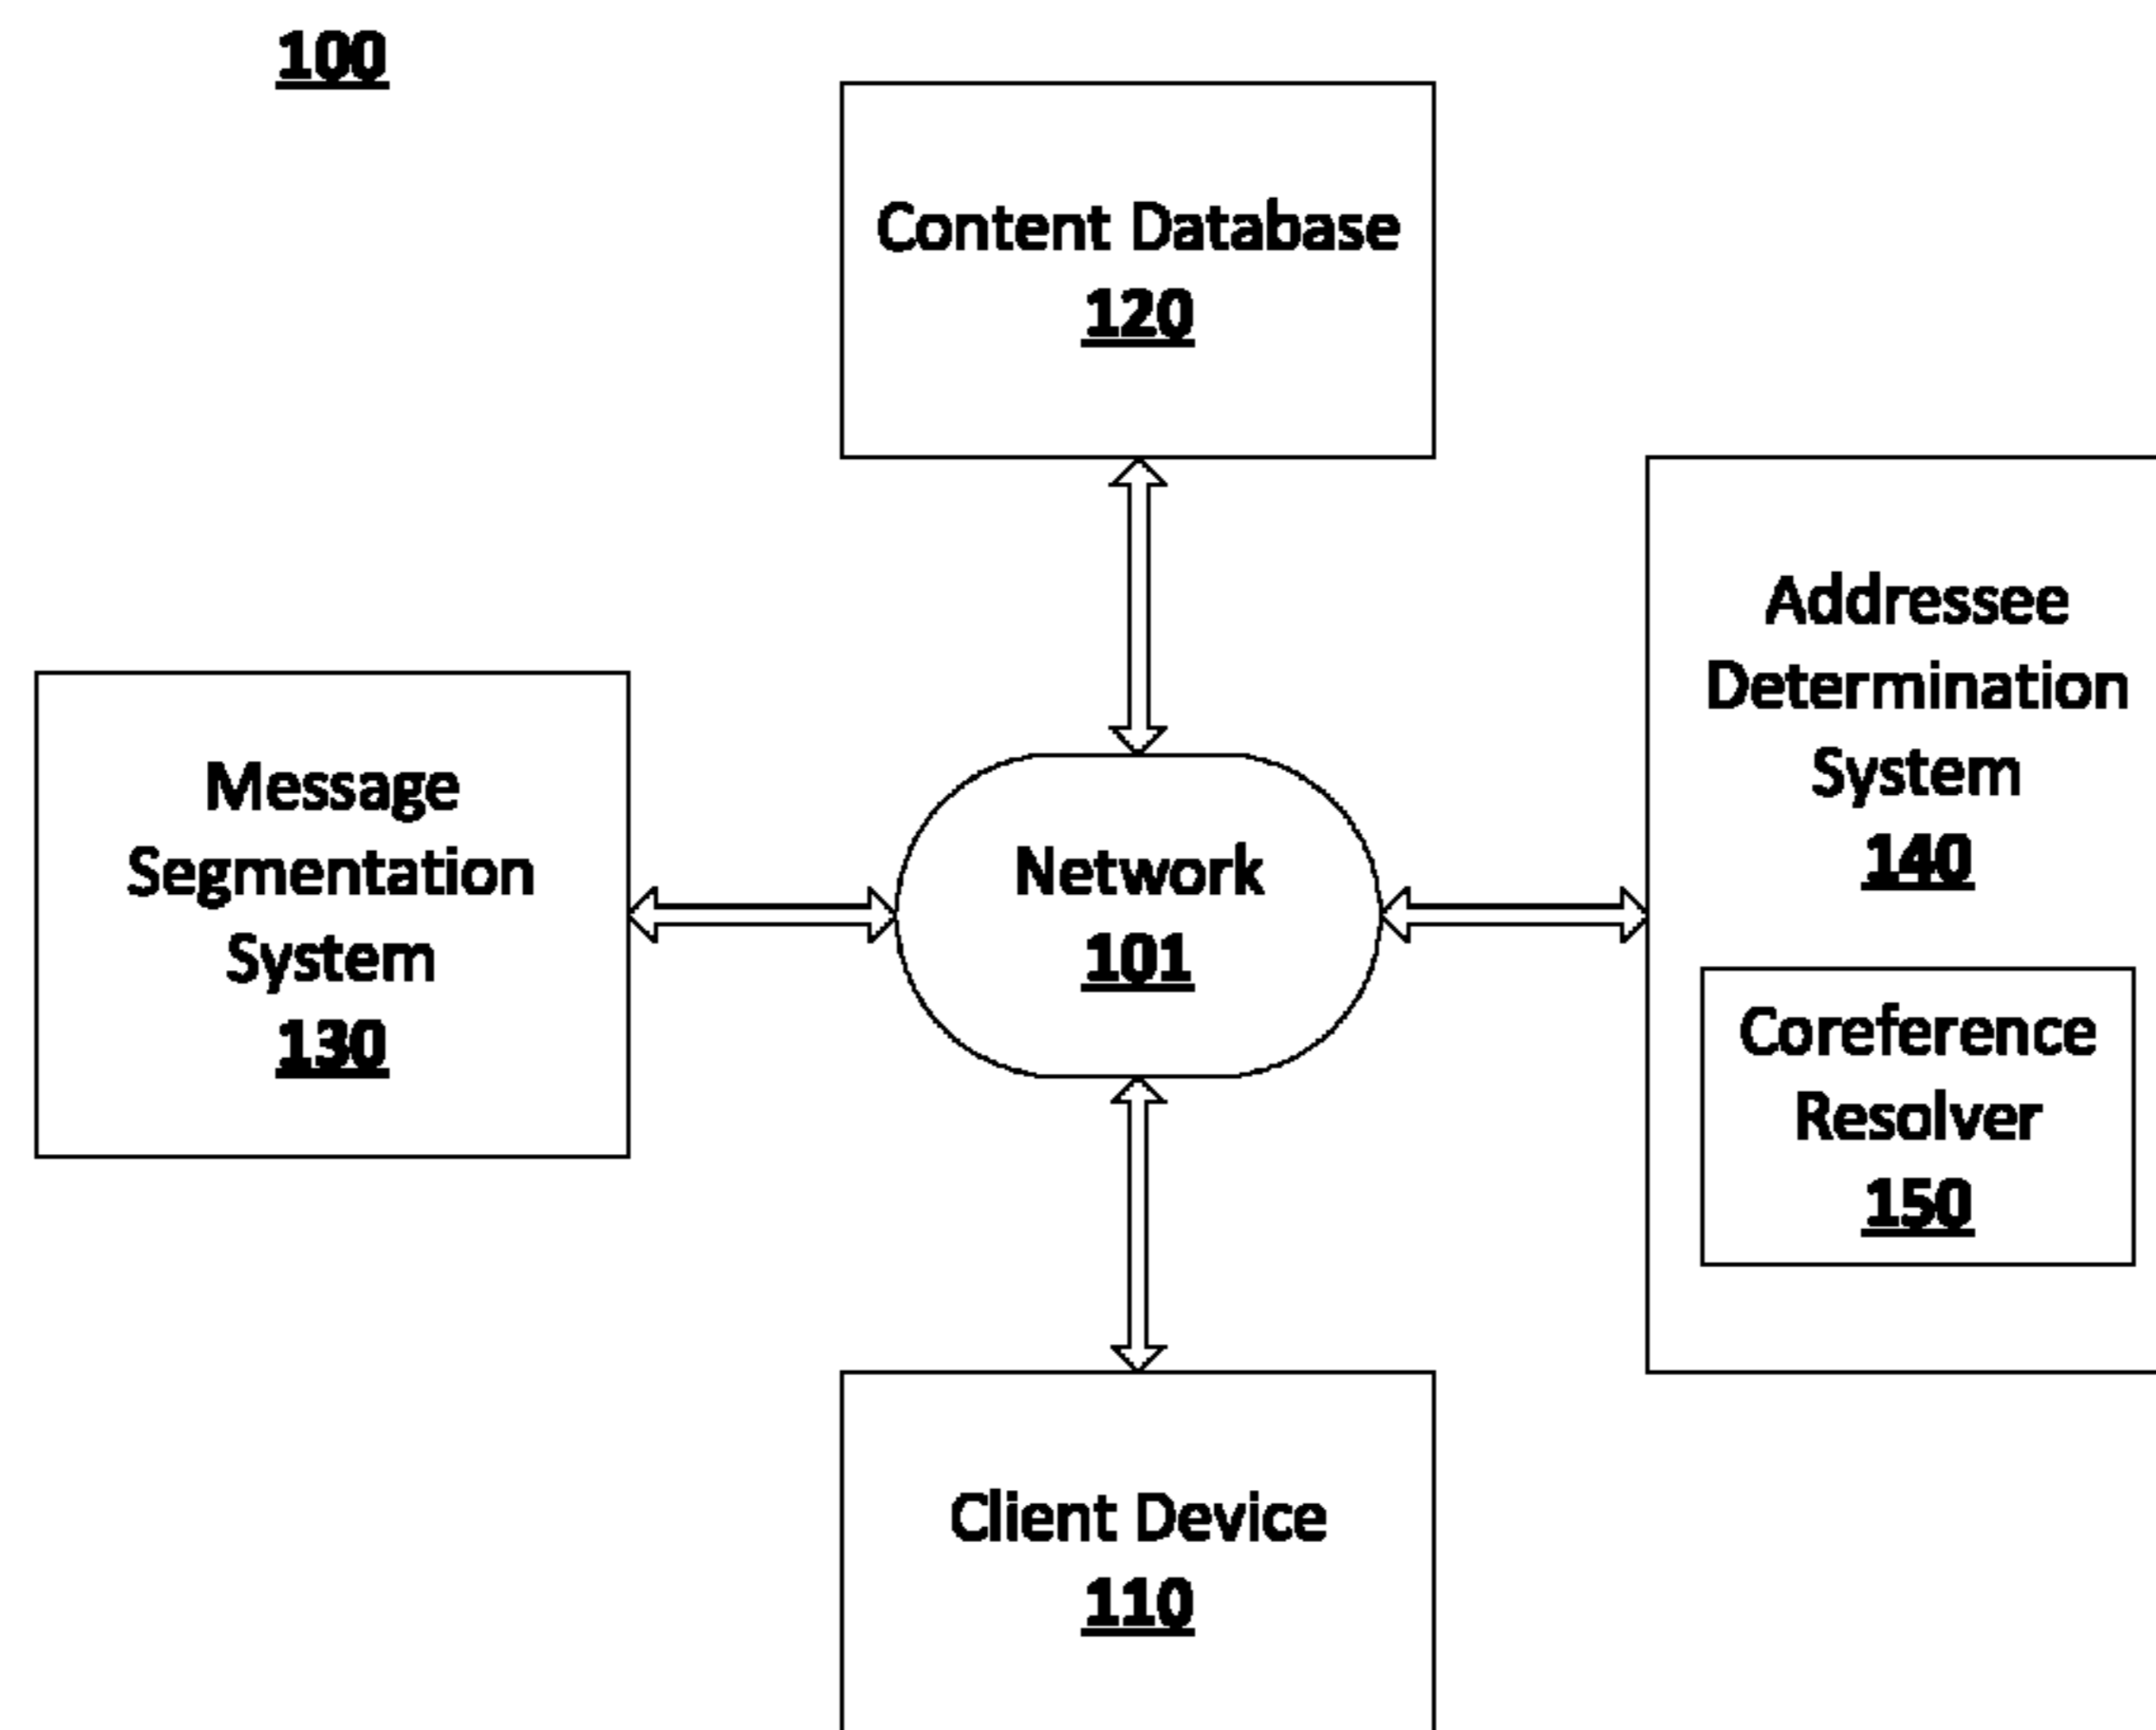 100
Content Database
120
Message
Segmentation
System
130
Network
101
Addressee
Determination
System
140
Coreference
Resolver
150
Client Device
110